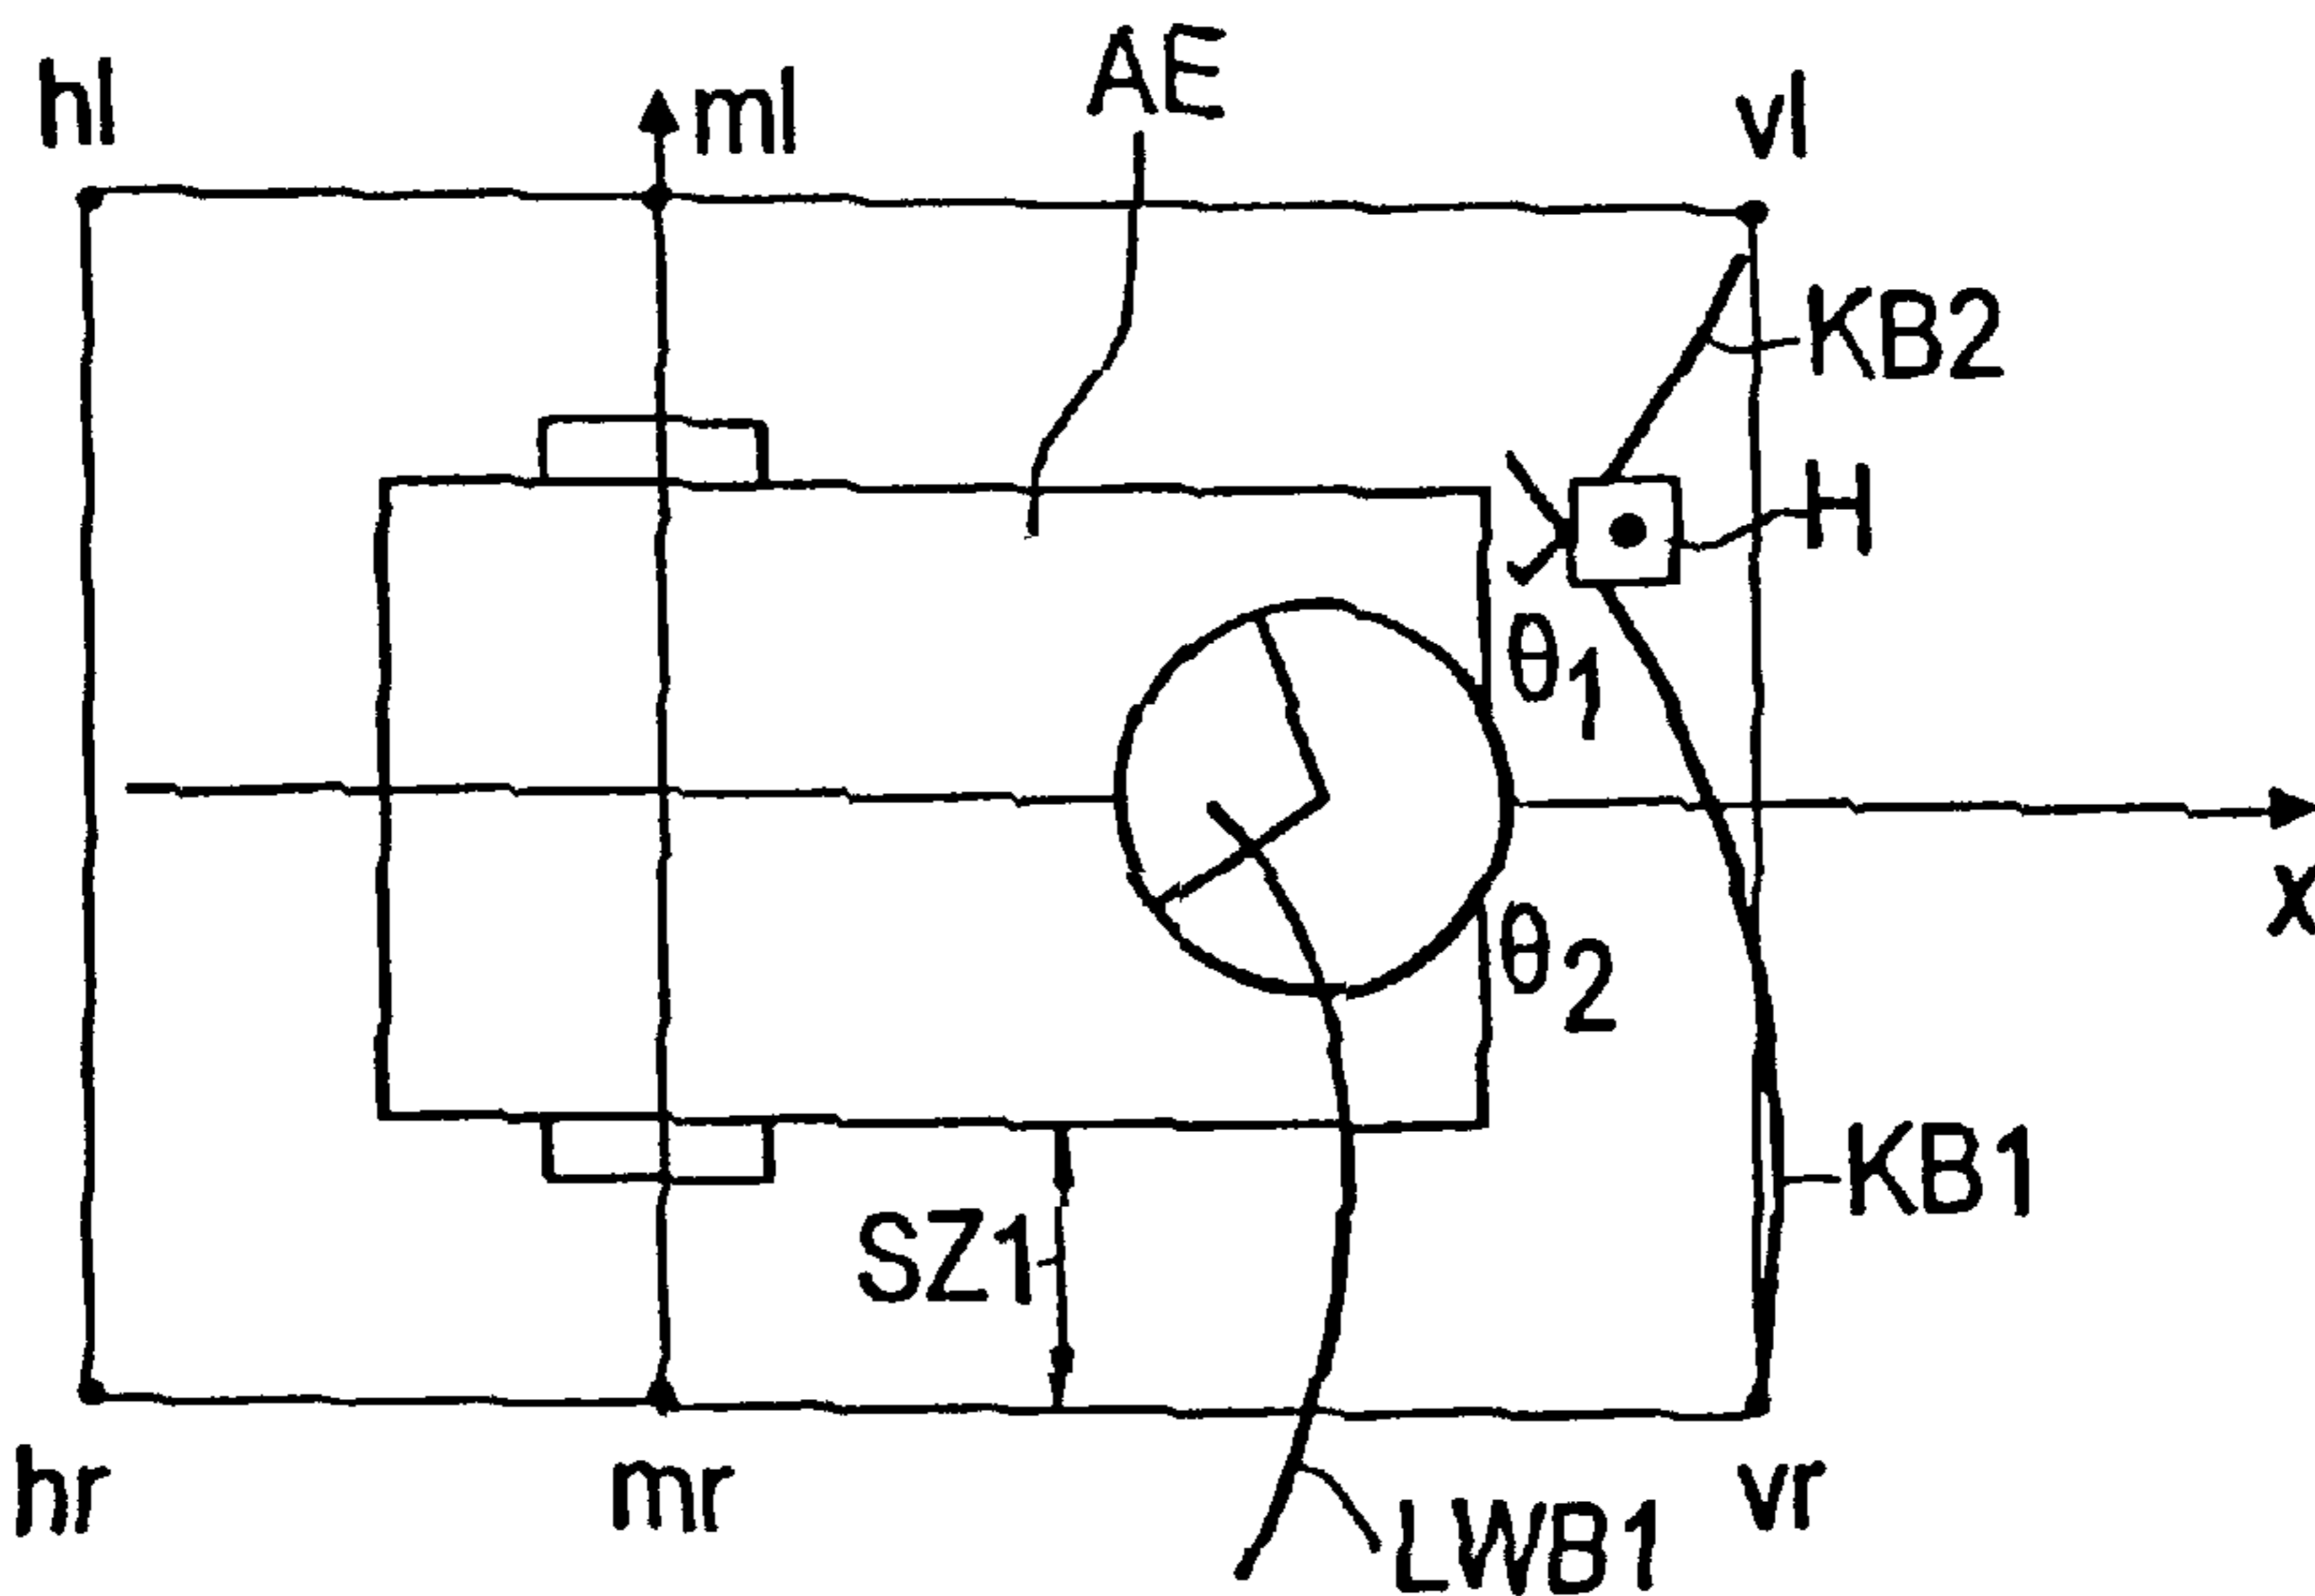 hl ml AE vl
KB2
H
θ1
x
θ2
KB1
SZ1
hr mr vr
LWB1